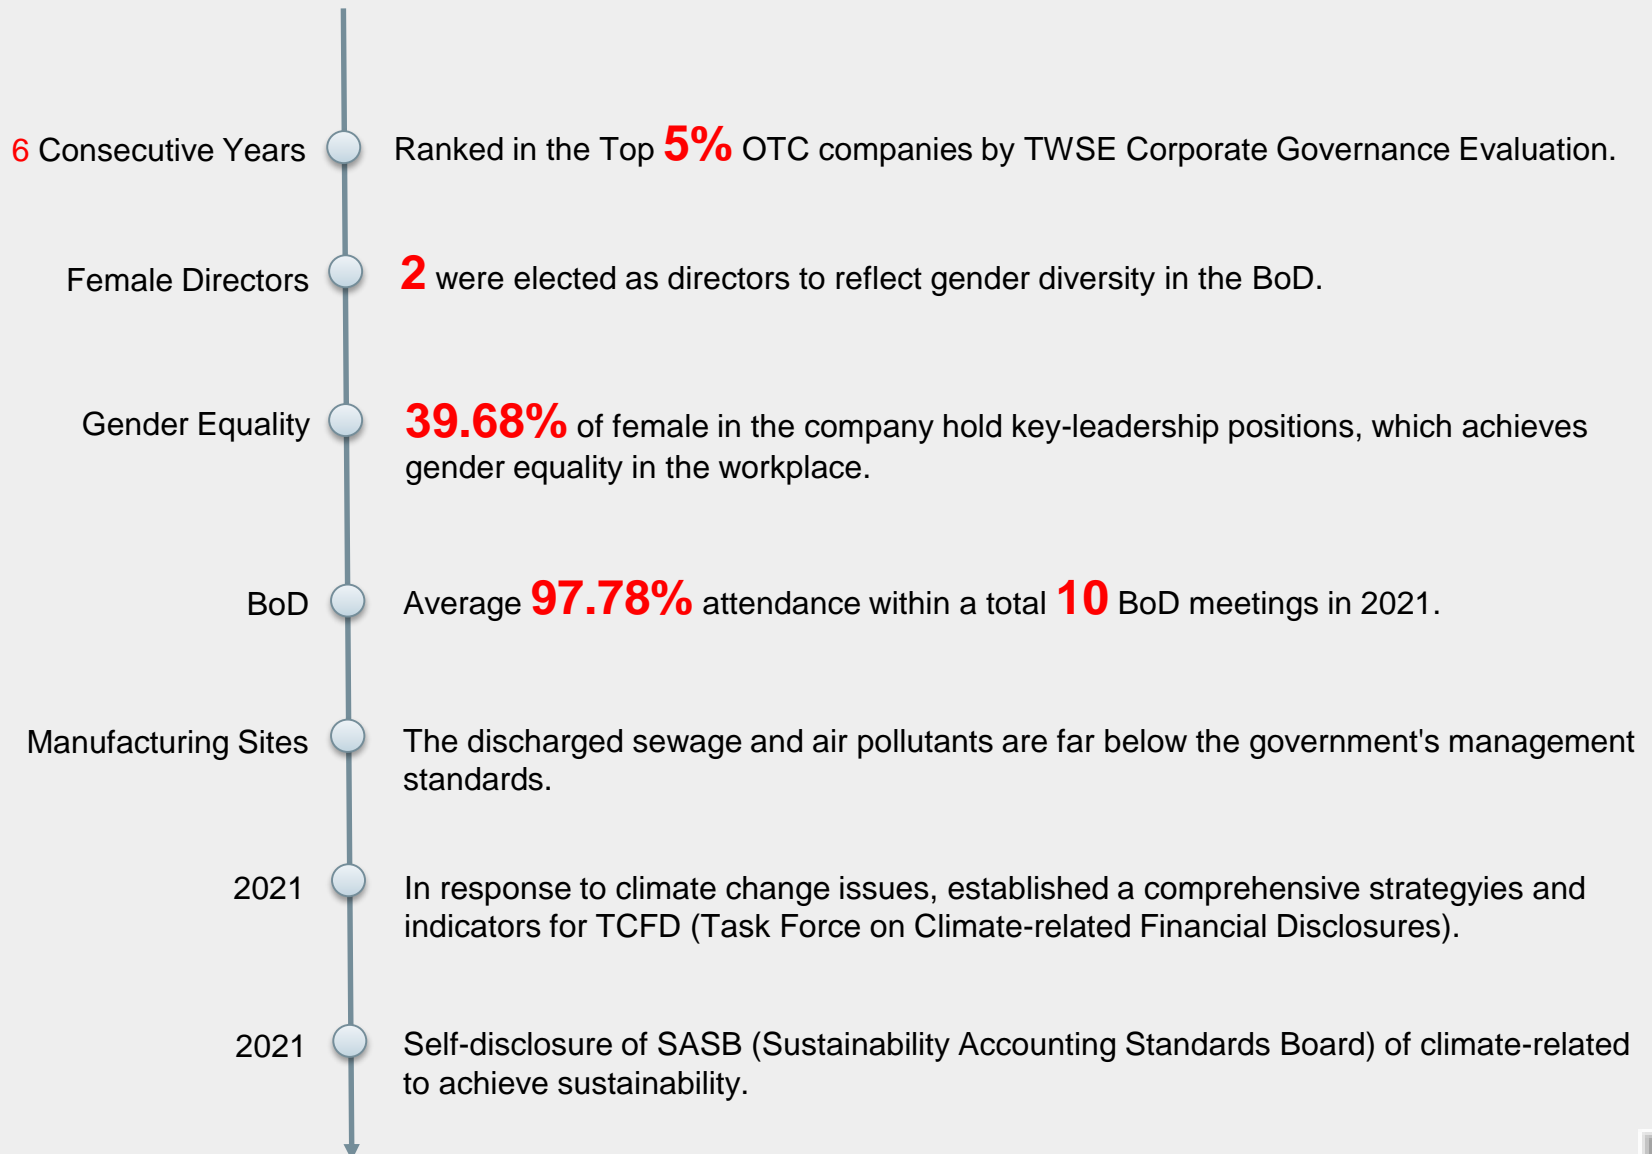 6 Consecutive Years
Ranked in the Top 5% OTC companies by TWSE Corporate Governance Evaluation.
Female Directors
2 were elected as directors to reflect gender diversity in the BoD.
Gender Equality
39.68% of female in the company hold key-leadership positions, which achieves
gender equality in the workplace.
BoD
Average 97.78% attendance within a total 10 BoD meetings in 2021.
Manufacturing Sites
The discharged sewage and air pollutants are far below the government's management
standards.
2021
In response to climate change issues, established a comprehensive strategyies and
indicators for TCFD (Task Force on Climate-related Financial Disclosures).
2021
Self-disclosure of SASB (Sustainability Accounting Standards Board) of climate-related
to achieve sustainability.